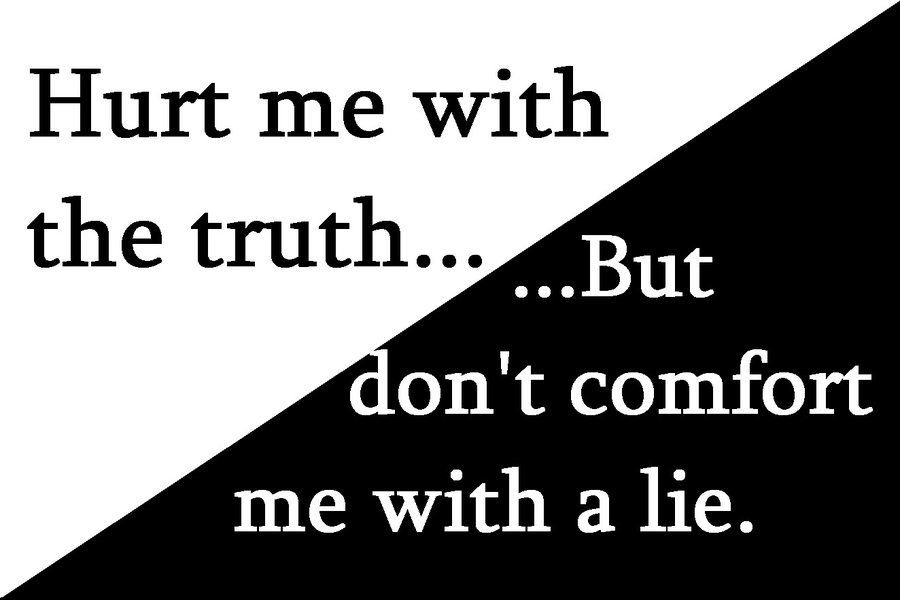 Hurt me with
the truth...
...But
don't comfort
me with a lie.